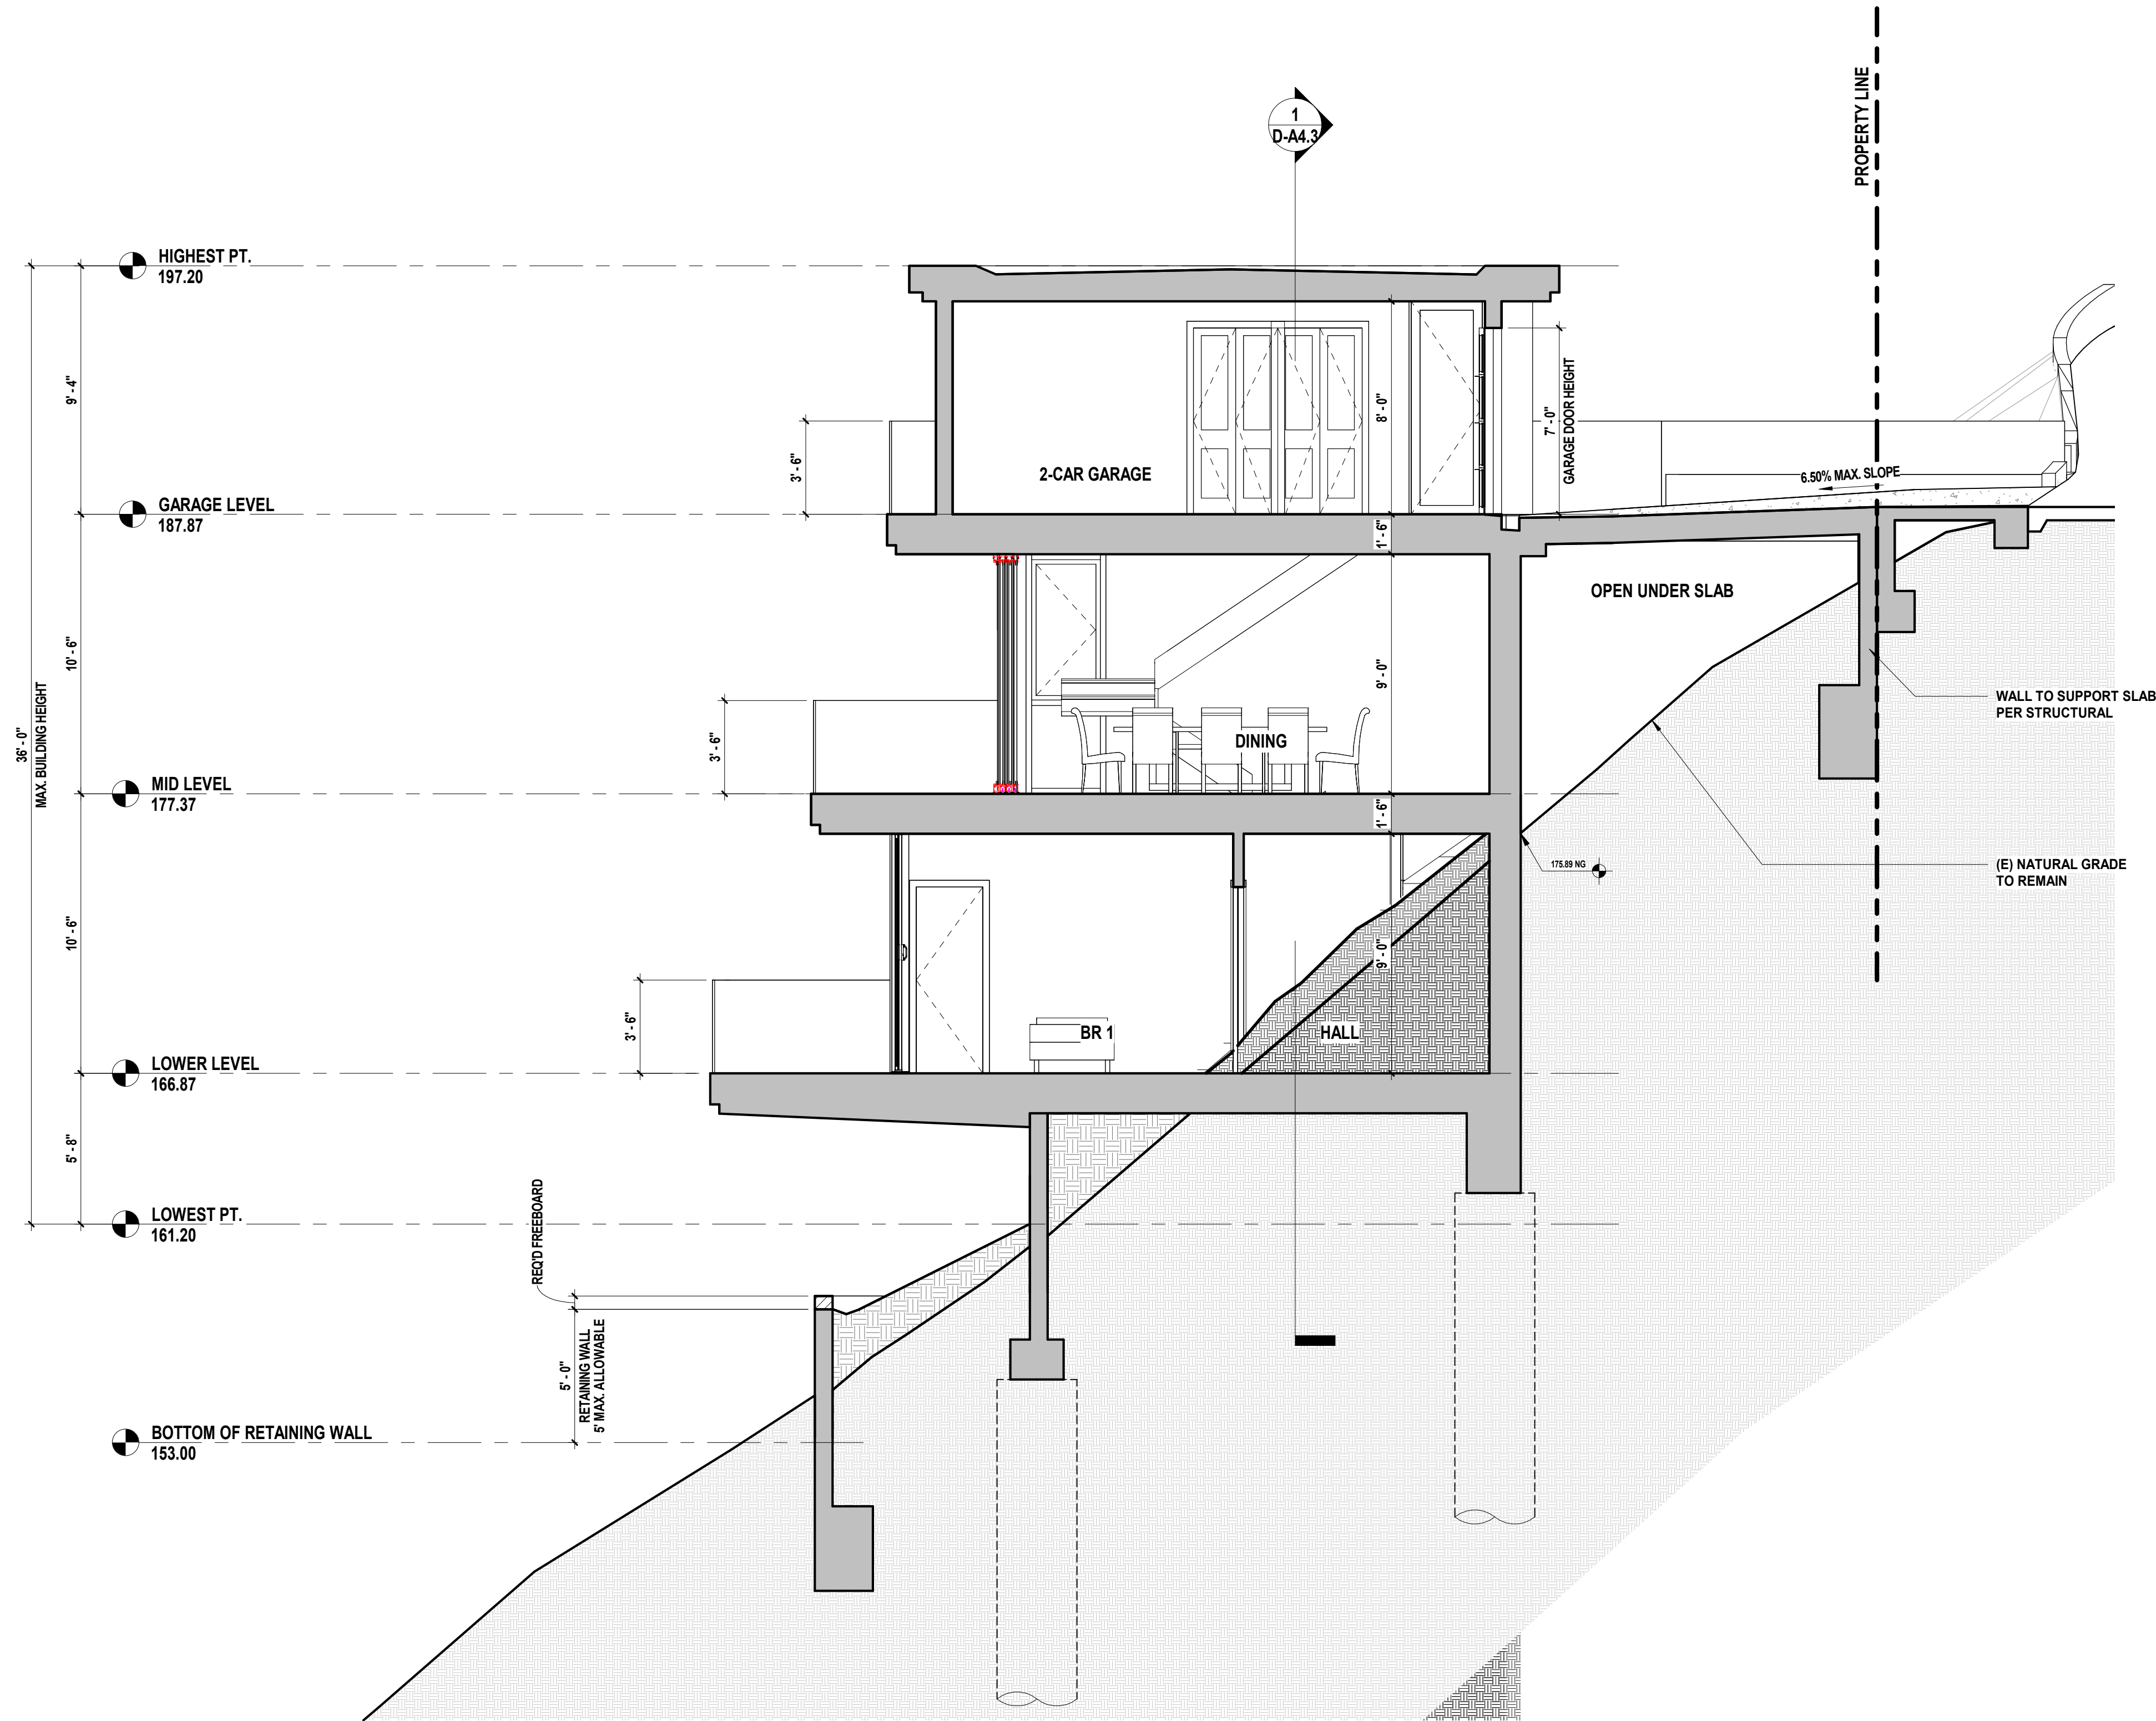 1
D-A4.3
PROPERTY LINE
HIGHEST PT.
197.20
9' - 4"
8' - 0"
7' - 0"
GARAGE DOOR HEIGHT
3' - 6"
2-CAR GARAGE
6.50% MAX. SLOPE
GARAGE LEVEL
187.87
1' - 6"
OPEN UNDER SLAB
10' - 6"
9' - 0"
36' - 0"
MAX. BUILDING HEIGHT
3' - 6"
DINING
WALL TO SUPPORT SLAB
PER STRUCTURAL
MID LEVEL
177.37
1' - 6"
175.89 NG
(E) NATURAL GRADE
TO REMAIN
10' - 6"
9' - 0"
3' - 6"
BR 1
HALL
LOWER LEVEL
166.87
5' - 8"
LOWEST PT.
161.20
REQ'D FREEBOARD
5' - 0"
RETAINING WALL
5' MAX. ALLOWABLE
BOTTOM OF RETAINING WALL
153.00